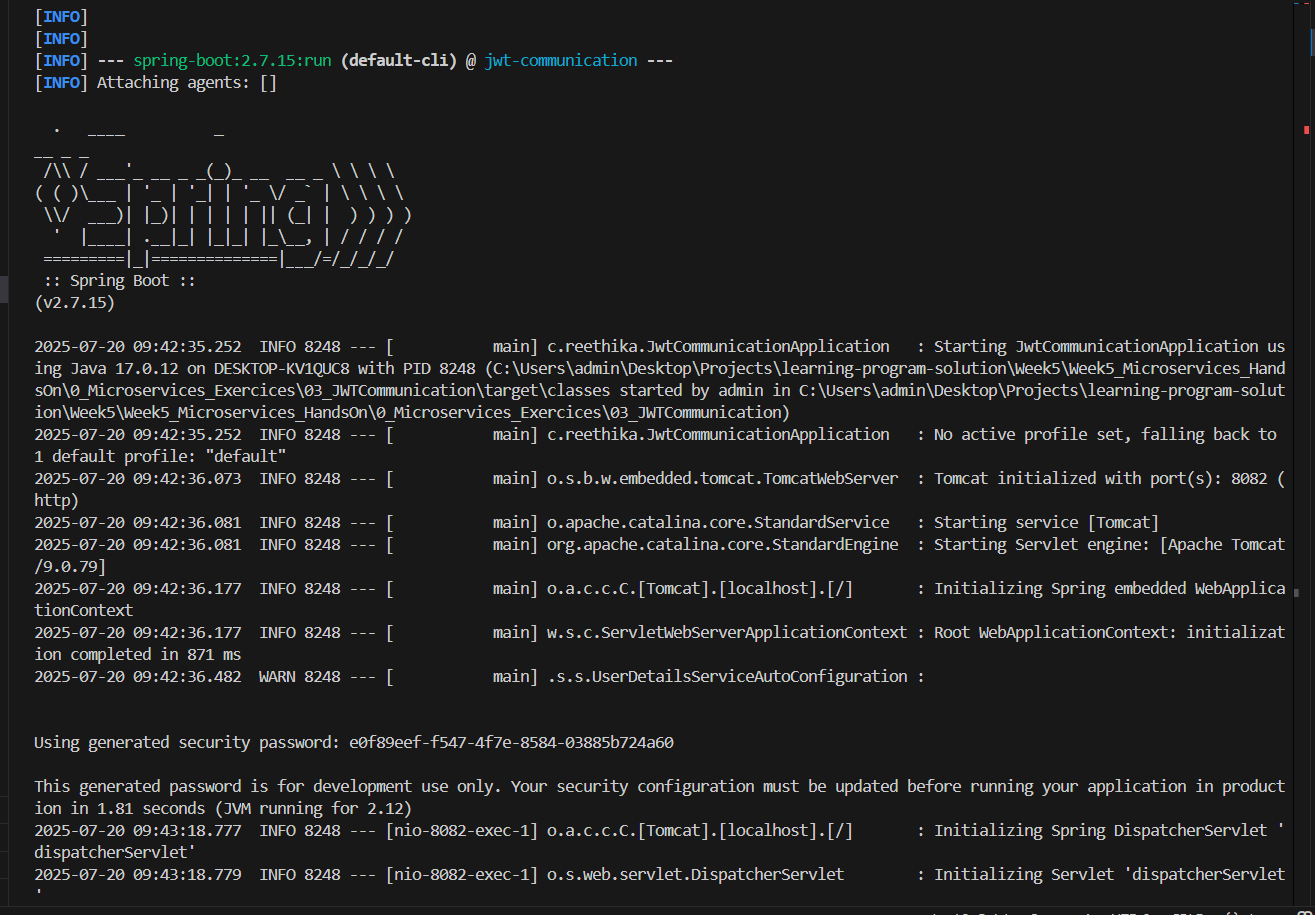 [INFO]
[INFO]
[INFO] --- spring-boot:2.7.15:run (default-cli) @ jwt-communication ---
[INFO] Attaching agents: []
  .   ____          _
__ _ _
 /\\ / ___'_ __ _ _(_)_ __  __ _ \ \ \ \
( ( )\___ | '_ | '_| | '_ \/ _` | \ \ \ \
 \\/  ___)| |_)| | | | | || (_| |  ) ) ) )
  '  |____| .__|_| |_|_| |_\__, | / / / /
 =========|_|==============|___/=/_/_/_/
 :: Spring Boot ::
(v2.7.15)
2025-07-20 09:42:35.252  INFO 8248 --- [           main] c.reethika.JwtCommunicationApplication   : Starting JwtCommunicationApplication us
ing Java 17.0.12 on DESKTOP-KV1QUC8 with PID 8248 (C:\Users\admin\Desktop\Projects\learning-program-solution\Week5\Week5_Microservices_Hand
sOn\0_Microservices_Exercices\03_JWTCommunication\target\classes started by admin in C:\Users\admin\Desktop\Projects\learning-program-solut
ion\Week5\Week5_Microservices_HandsOn\0_Microservices_Exercices\03_JWTCommunication)
2025-07-20 09:42:35.252  INFO 8248 --- [           main] c.reethika.JwtCommunicationApplication   : No active profile set, falling back to
1 default profile: "default"
2025-07-20 09:42:36.073  INFO 8248 --- [           main] o.s.b.w.embedded.tomcat.TomcatWebServer  : Tomcat initialized with port(s): 8082 (
http)
2025-07-20 09:42:36.081  INFO 8248 --- [           main] o.apache.catalina.core.StandardService   : Starting service [Tomcat]
2025-07-20 09:42:36.081  INFO 8248 --- [           main] org.apache.catalina.core.StandardEngine  : Starting Servlet engine: [Apache Tomcat
/9.0.79]
2025-07-20 09:42:36.177  INFO 8248 --- [           main] o.a.c.c.C.[Tomcat].[localhost].[/]       : Initializing Spring embedded WebApplica
tionContext
2025-07-20 09:42:36.177  INFO 8248 --- [           main] w.s.c.ServletWebServerApplicationContext : Root WebApplicationContext: initializat
ion completed in 871 ms
2025-07-20 09:42:36.482  WARN 8248 --- [           main] .s.s.UserDetailsServiceAutoConfiguration :
Using generated security password: e0f89eef-f547-4f7e-8584-03885b724a60
This generated password is for development use only. Your security configuration must be updated before running your application in product
ion in 1.81 seconds (JVM running for 2.12)
2025-07-20 09:43:18.777  INFO 8248 --- [nio-8082-exec-1] o.a.c.c.C.[Tomcat].[localhost].[/]       : Initializing Spring DispatcherServlet '
dispatcherServlet'
2025-07-20 09:43:18.779  INFO 8248 --- [nio-8082-exec-1] o.s.web.servlet.DispatcherServlet        : Initializing Servlet 'dispatcherServlet
'